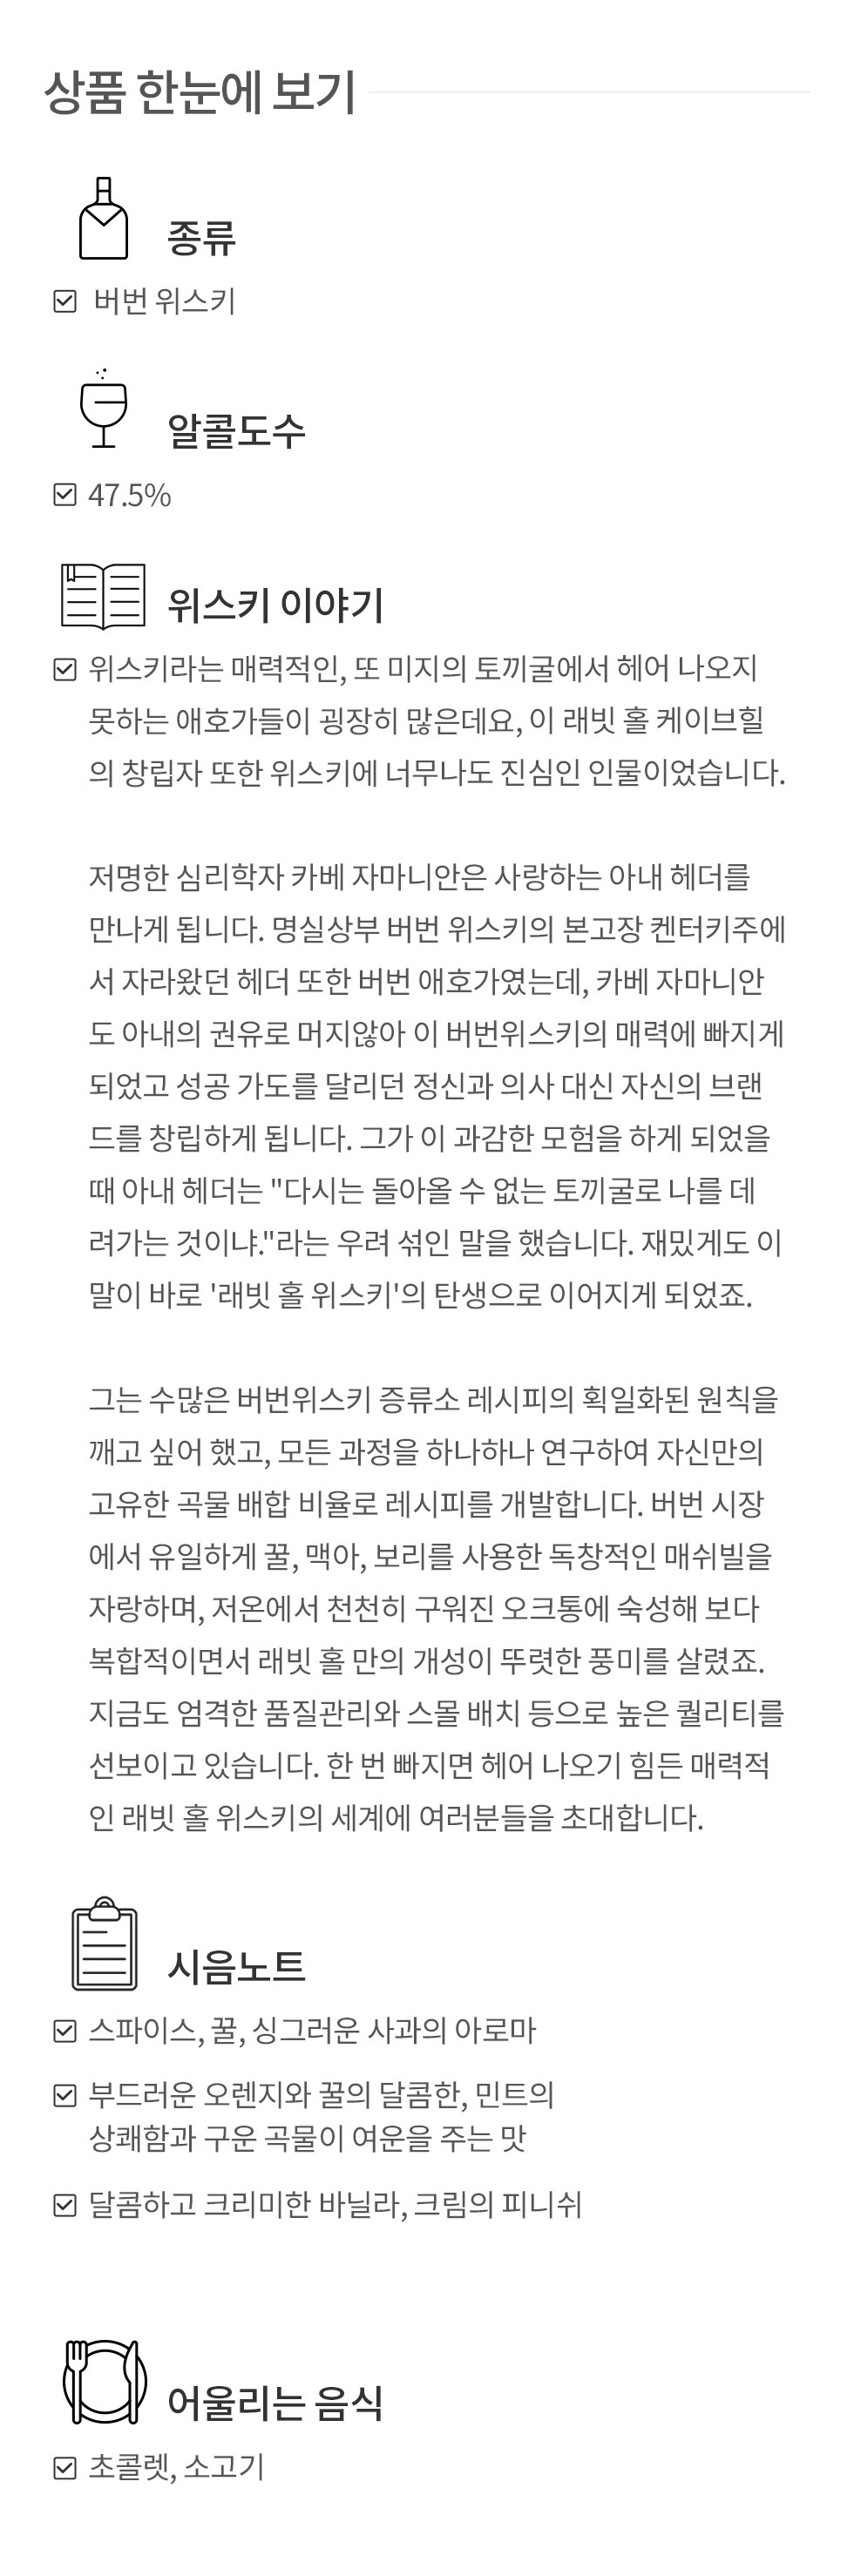 상품 한눈에 보기
종류
버번 위스키
알콜도수
47.5%
위스키 이야기
위스키라는 매력적인, 또 미지의 토끼굴에서 헤어 나오지
못하는 애호가들이 굉장히 많은데요, 이 래빗 홀 케이브힐
의 창립자 또한 위스키에 너무나도 진심인 인물이었습니다.
저명한 심리학자 카베 자마니안은 사랑하는 아내 헤더를
만나게 됩니다. 명실상부 버번 위스키의 본고장 켄터키주에
서 자라왔던 헤더 또한 버번 애호가였는데, 카베 자마니안
도 아내의 권유로 머지않아 이 버번위스키의 매력에 빠지게
되었고 성공 가도를 달리던 정신과 의사 대신 자신의 브랜
드를 창립하게 됩니다. 그가 이 과감한 모험을 하게 되었을
때 아내 헤더는 "다시는 돌아올 수 없는 토끼굴로 나를 데
려가는 것이냐."라는 우려 섞인 말을 했습니다. 재밌게도 이
말이 바로 '래빗 홀 위스키'의 탄생으로 이어지게 되었죠.
그는 수많은 버번위스키 증류소 레시피의 획일화된 원칙을
깨고 싶어 했고, 모든 과정을 하나하나 연구하여 자신만의
고유한 곡물 배합 비율로 레시피를 개발합니다. 버번 시장
에서 유일하게 꿀, 맥아, 보리를 사용한 독창적인 매쉬빌을
자랑하며, 저온에서 천천히 구워진 오크통에 숙성해 보다
복합적이면서 래빗 홀 만의 개성이 뚜렷한 풍미를 살렸죠.
지금도 엄격한 품질관리와 스몰 배치 등으로 높은 퀄리티를
선보이고 있습니다. 한 번 빠지면 헤어 나오기 힘든 매력적
인 래빗 홀 위스키의 세계에 여러분들을 초대합니다.
시음노트
스파이스, 꿀, 싱그러운 사과의 아로마
부드러운 오렌지와 꿀의 달콤한, 민트의
상쾌함과 구운 곡물이 여운을 주는 맛
달콤하고 크리미한 바닐라, 크림의 피니쉬
어울리는 음식
초콜렛, 소고기